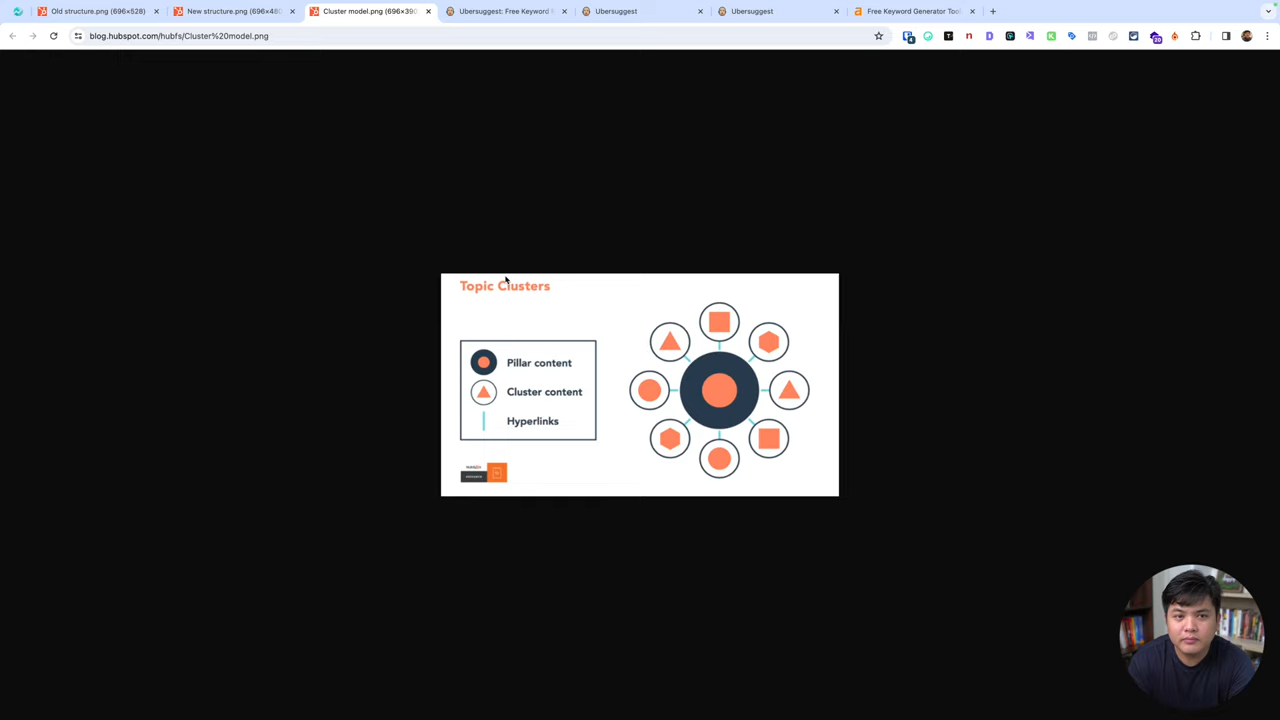 Old structure.png (696×528)
New structure.png (696×48
Cluster model.png (696×390
Ubersuggest: Free Keyword
Ubersuggest
Ubersuggest
Free Keyword Generator Tool
blog.hubspot.com/hubfs/Cluster%20model.png
Topic Clusters
Pillar content
Cluster content
Hyperlinks